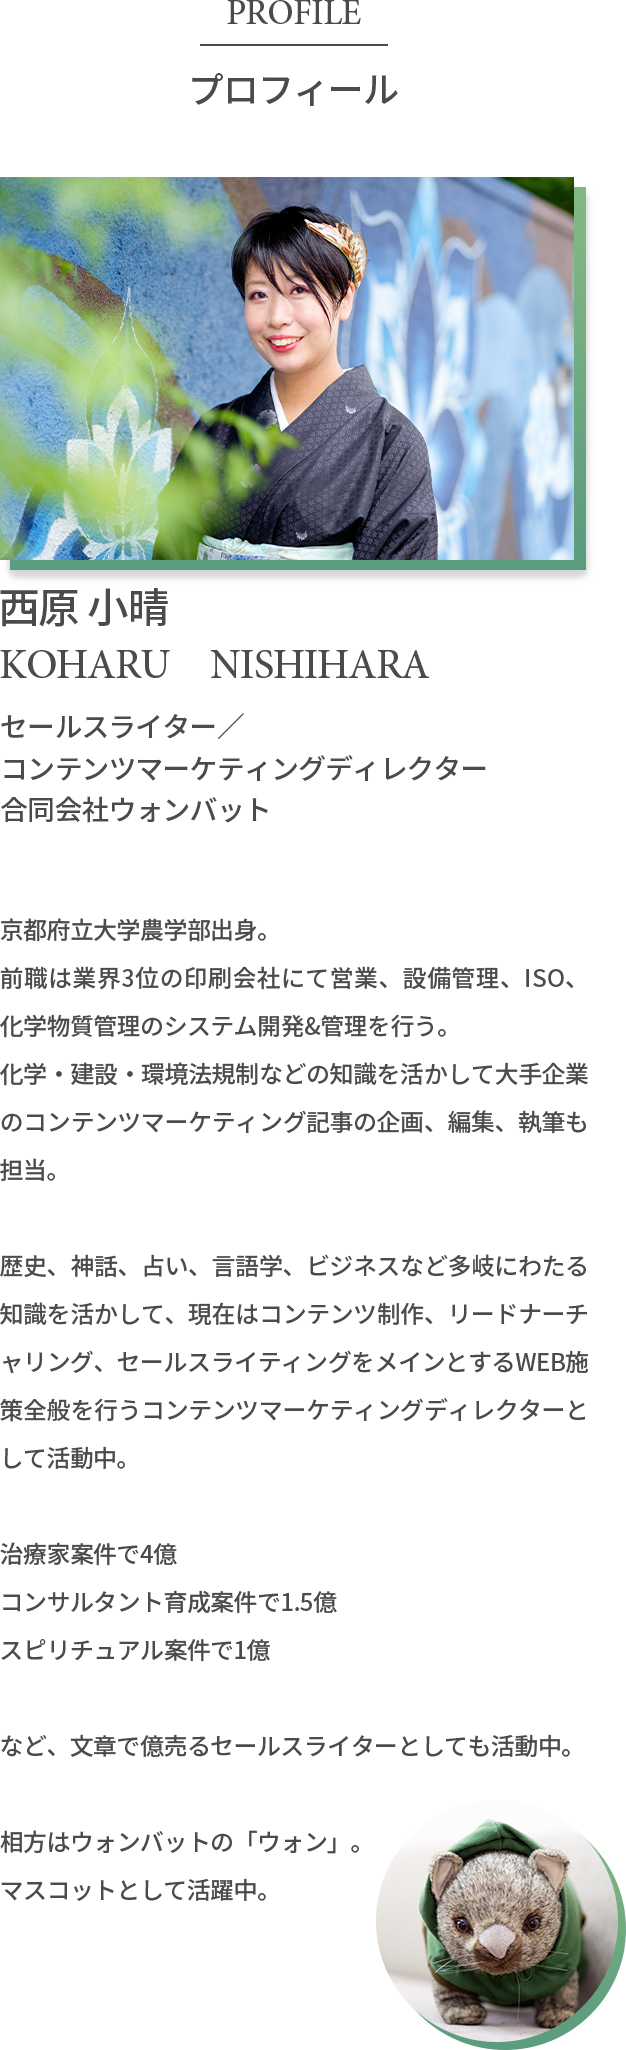 PROFILE
プロフィール
西原 小晴
KOHARU　NISHIHARA
セールスライター／
コンテンツマーケティングディレクター
合同会社ウォンバット
京都府立大学農学部出身。
前職は業界3位の印刷会社にて営業、設備管理、ISO、
化学物質管理のシステム開発&管理を行う。
化学・建設・環境法規制などの知識を活かして大手企業
のコンテンツマーケティング記事の企画、編集、執筆も
担当。
歴史、神話、占い、言語学、ビジネスなど多岐にわたる
知識を活かして、現在はコンテンツ制作、リードナーチ
ャリング、セールスライティングをメインとするWEB施
策全般を行うコンテンツマーケティングディレクターと
して活動中。
治療家案件で4億
コンサルタント育成案件で1.5億
スピリチュアル案件で1億
など、文章で億売るセールスライターとしても活動中。
相方はウォンバットの「ウォン」。
マスコットとして活躍中。